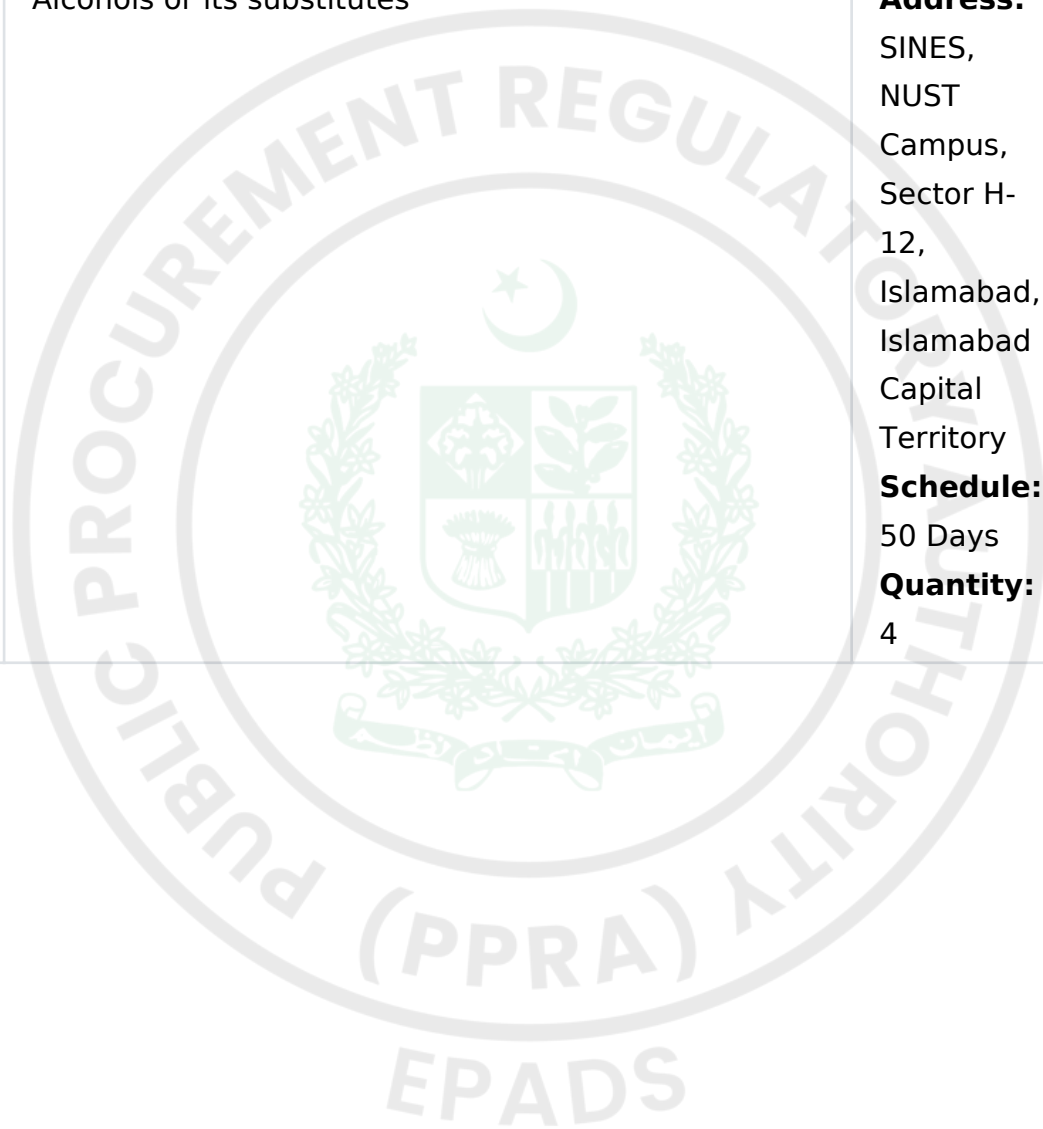 Alcohols or its substitutes
Address:
SINES,
NUST
Campus,
Sector H-
12,
Islamabad,
Islamabad
Capital
Territory
Schedule:
50 Days
Quantity:
4
PUBLIC PROCUREMENT REGULATORY AUTHORITY
(PPRA)
EPADS